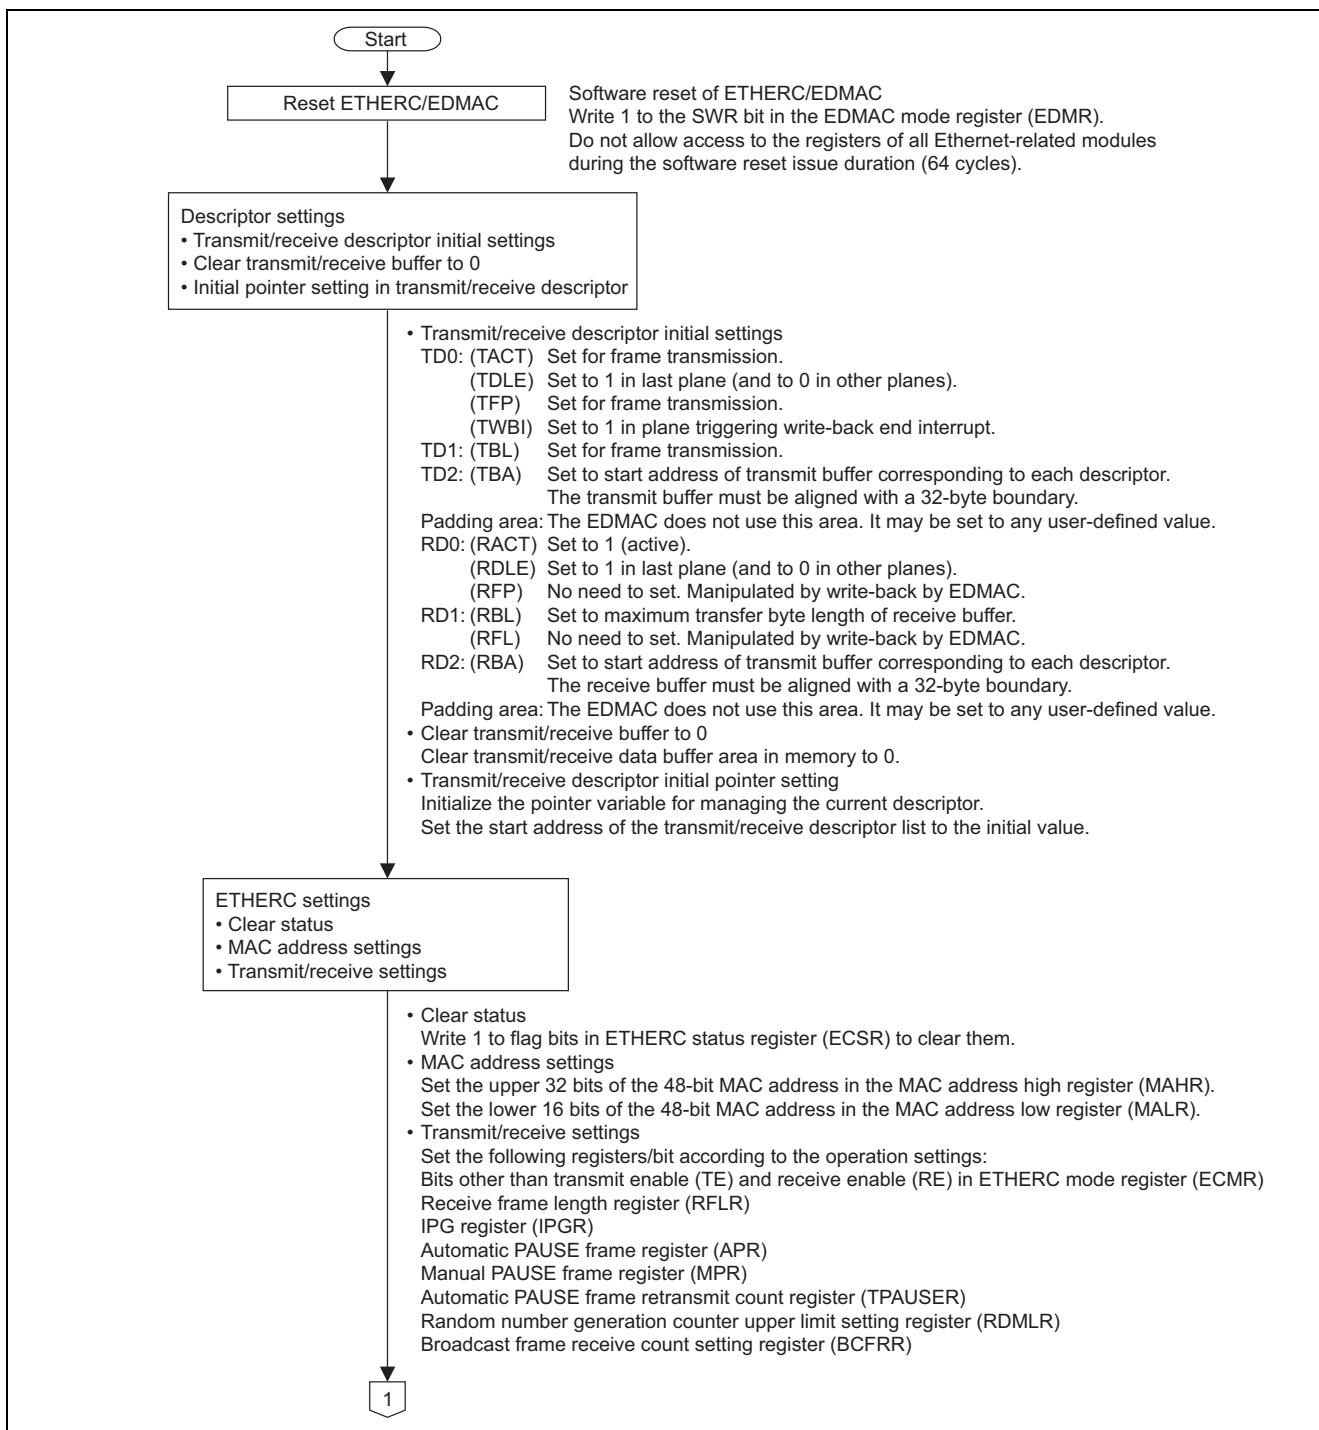 Start
Reset ETHERC/EDMAC
Software reset of ETHERC/EDMAC
Write 1 to the SWR bit in the EDMAC mode register (EDMR).
Do not allow access to the registers of all Ethernet-related modules
during the software reset issue duration (64 cycles).
Descriptor settings
• Transmit/receive descriptor initial settings
• Clear transmit/receive buffer to 0
• Initial pointer setting in transmit/receive descriptor
• Transmit/receive descriptor initial settings
TD0: (TACT) Set for frame transmission.
(TDLE) Set to 1 in last plane (and to 0 in other planes).
(TFP) Set for frame transmission.
(TWBI) Set to 1 in plane triggering write-back end interrupt.
TD1: (TBL) Set for frame transmission.
TD2: (TBA) Set to start address of transmit buffer corresponding to each descriptor.
The transmit buffer must be aligned with a 32-byte boundary.
Padding area: The EDMAC does not use this area. It may be set to any user-defined value.
RD0: (RACT) Set to 1 (active).
(RDLE) Set to 1 in last plane (and to 0 in other planes).
(RFP) No need to set. Manipulated by write-back by EDMAC.
RD1: (RBL) Set to maximum transfer byte length of receive buffer.
(RFL) No need to set. Manipulated by write-back by EDMAC.
RD2: (RBA) Set to start address of transmit buffer corresponding to each descriptor.
The receive buffer must be aligned with a 32-byte boundary.
Padding area: The EDMAC does not use this area. It may be set to any user-defined value.
• Clear transmit/receive buffer to 0
Clear transmit/receive data buffer area in memory to 0.
• Transmit/receive descriptor initial pointer setting
Initialize the pointer variable for managing the current descriptor.
Set the start address of the transmit/receive descriptor list to the initial value.
ETHERC settings
• Clear status
• MAC address settings
• Transmit/receive settings
• Clear status
Write 1 to flag bits in ETHERC status register (ECSR) to clear them.
• MAC address settings
Set the upper 32 bits of the 48-bit MAC address in the MAC address high register (MAHR).
Set the lower 16 bits of the 48-bit MAC address in the MAC address low register (MALR).
• Transmit/receive settings
Set the following registers/bit according to the operation settings:
Bits other than transmit enable (TE) and receive enable (RE) in ETHERC mode register (ECMR)
Receive frame length register (RFLR)
IPG register (IPGR)
Automatic PAUSE frame register (APR)
Manual PAUSE frame register (MPR)
Automatic PAUSE frame retransmit count register (TPAUSER)
Random number generation counter upper limit setting register (RDMLR)
Broadcast frame receive count setting register (BCFRR)
1